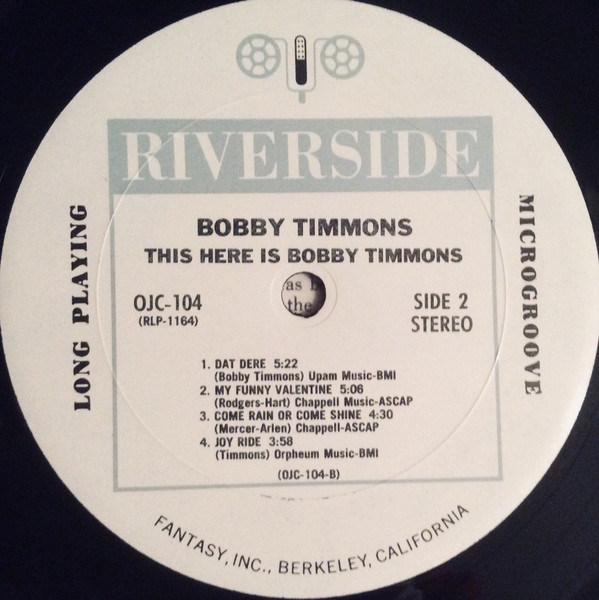 RIVERSIDE
BOBBY TIMMONS
THIS HERE IS BOBBY TIMMONS
LONG PLAYING
MICROGROOVE
OJC-104
(RLP-1164)
as
the
SIDE 2
STEREO
1. DAT DERE 5:22
(Bobby Timmons) Upam Music-BMI
2. MY FUNNY VALENTINE 5:06
(Rodgers-Hart) Chappell Music-ASCAP
3. COME RAIN OR COME SHINE 4:30
(Mercer-Arlen) Chappell-ASCAP
4. JOY RIDE 3:58
(Timmons) Orpheum Music-BMI
(OJC-104-B)
FANTASY, INC., BERKELEY, CALIFORNIA